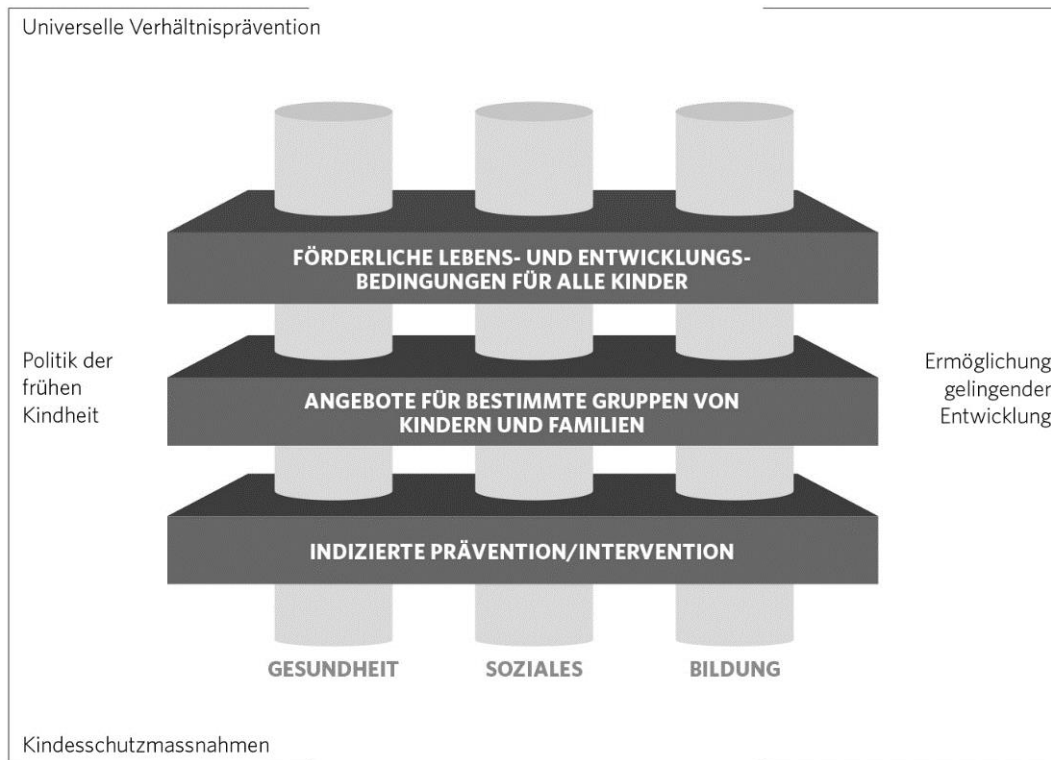 Universelle Verhältnisprävention
FÖRDERLICHE LEBENS- UND ENTWICKLUNGS-
BEDINGUNGEN FÜR ALLE KINDER
Politik der
frühen
Kindheit
ANGEBOTE FÜR BESTIMMTE GRUPPEN VON
KINDERN UND FAMILIEN
Ermöglichung
gelingender
Entwicklung
INDIZIERTE PRÄVENTION/INTERVENTION
GESUNDHEIT
SOZIALES
BILDUNG
Kindesschutzmassnahmen